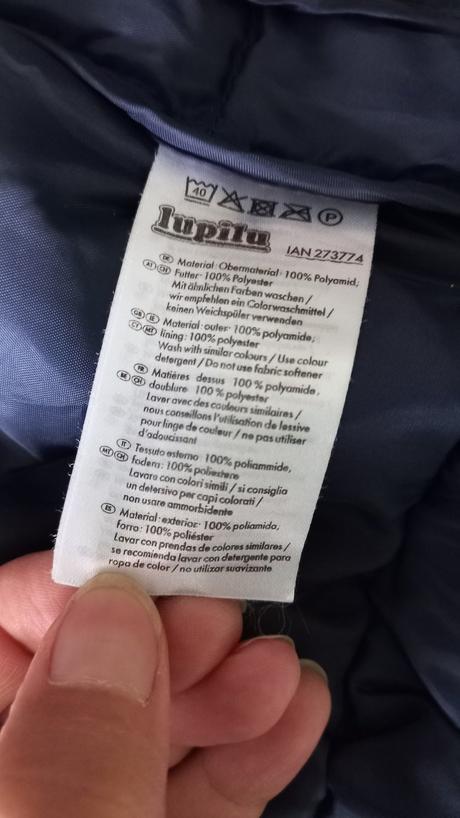 40 P
lupilu
IAN 273774
DE AT CH Material: Obermaterial: 100% Polyamid;
Futter: 100% Polyester
Mit ähnlichen Farben waschen /
wir empfehlen ein Colorwaschmittel /
keinen Weichspüler verwenden
GB IE CY MT Material: outer: 100% polyamide;
lining: 100% polyester
Wash with similar colours / Use colour
detergent / Do not use fabric softener
FR BE CH Matières dessus 100% polyamide,
doublure 100% polyester
Laver avec des couleurs similaires /
nous conseillons l'utilisation de lessive
pour linge de couleur / ne pas utiliser
d'adoucissant
IT MT CH Tessuto esterno: 100% poliammide,
fodera: 100% poliestere
Lavare con colori simili / si consiglia
un detersivo per capi colorati /
non usare ammorbidente
ES Material: exterior: 100% poliamida,
forro: 100% poliéster
Lavar con prendas de colores similares /
se recomienda lavar con detergente para
ropa de color / no utilizar suavizante